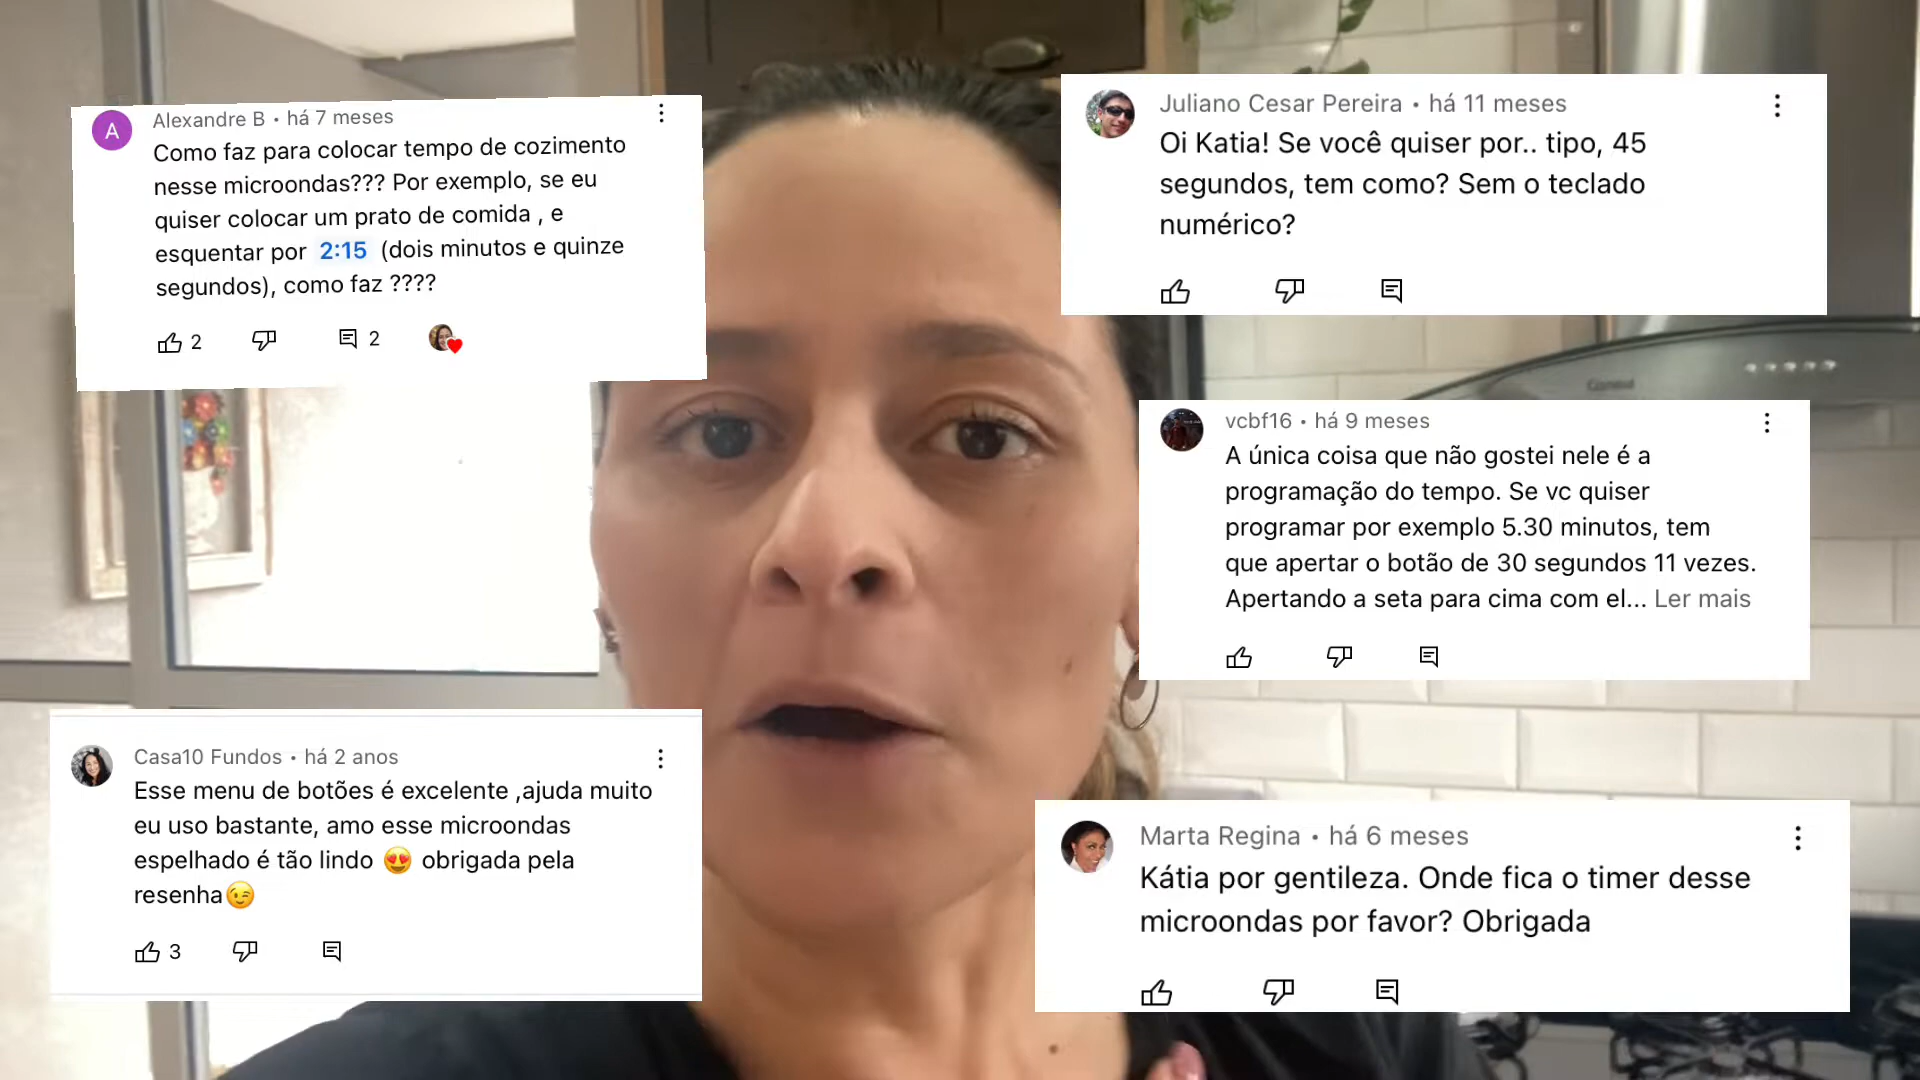 A
Alexandre B • há 7 meses
Como faz para colocar tempo de cozimento
nesse microondas??? Por exemplo, se eu
quiser colocar um prato de comida , e
esquentar por 2:15 (dois minutos e quinze
segundos), como faz ????
2
2
Juliano Cesar Pereira • há 11 meses
Oi Katia! Se você quiser por.. tipo, 45
segundos, tem como? Sem o teclado
numérico?
Consul
vcbf16 • há 9 meses
A única coisa que não gostei nele é a
programação do tempo. Se vc quiser
programar por exemplo 5.30 minutos, tem
que apertar o botão de 30 segundos 11 vezes.
Apertando a seta para cima com el... Ler mais
Casa10 Fundos • há 2 anos
Esse menu de botões é excelente ,ajuda muito
eu uso bastante, amo esse microondas
espelhado é tão lindo 😍 obrigada pela
resenha😉
3
Marta Regina • há 6 meses
Kátia por gentileza. Onde fica o timer desse
microondas por favor? Obrigada